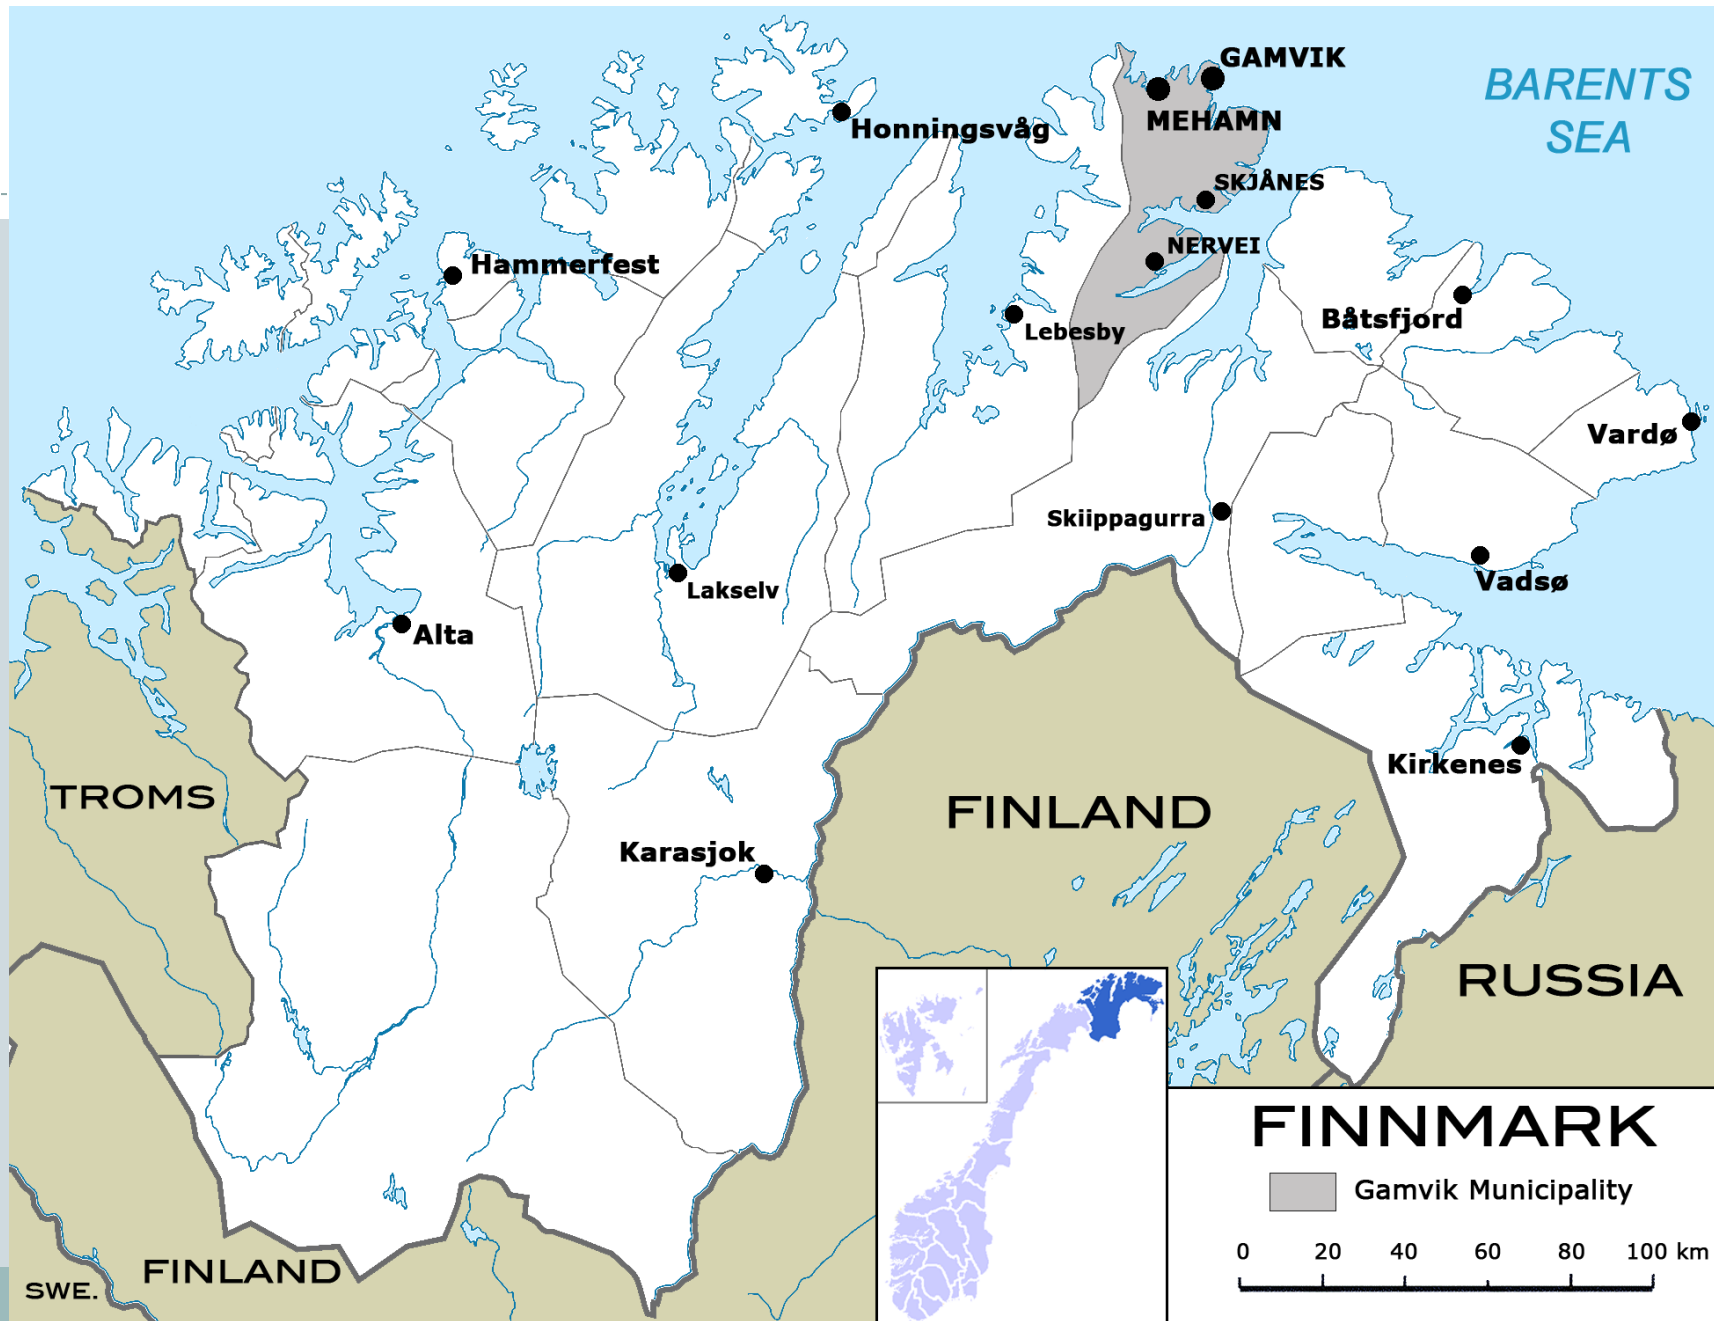 GAMVIK
BARENTS
SEA
MEHAMN
Honningsvåg
SKJÅNES
NERVEI
Hammerfest
Båtsfjord
Lebesby
Vardø
Skiippagurra
Vadsø
Lakselv
Alta
Kirkenes
TROMS
FINLAND
Karasjok
RUSSIA
FINNMARK
Gamvik Municipality
0 20 40 60 80 100 km
FINLAND
SWE.